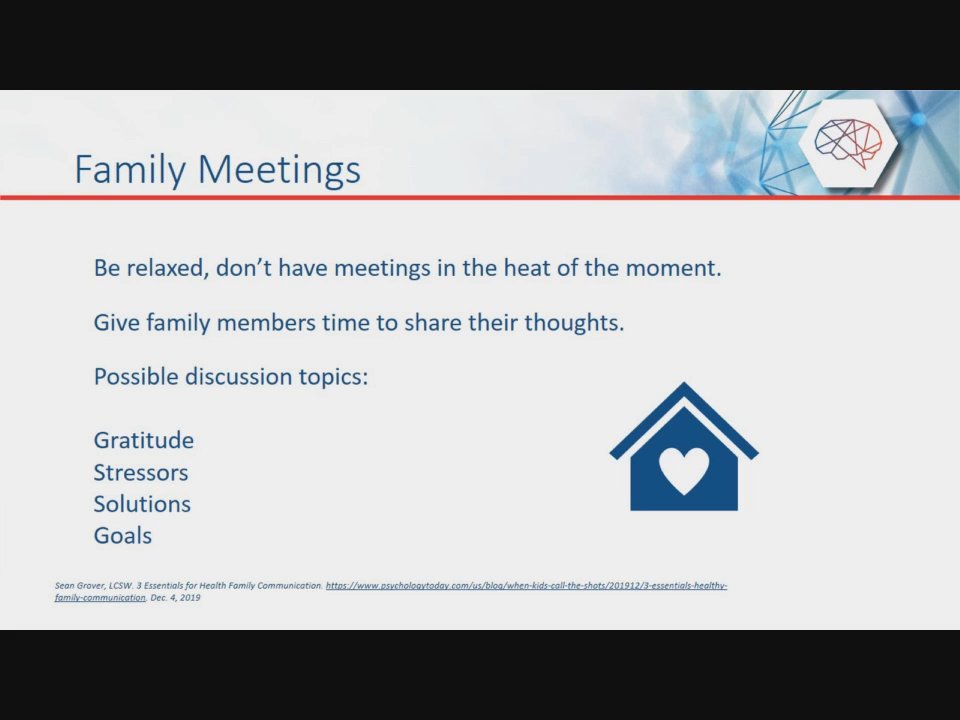 Family Meetings
Be relaxed, don’t have meetings in the heat of the moment.
Give family members time to share their thoughts.
Possible discussion topics:
Gratitude
Stressors
Solutions
Goals
Sean Grover, LCSW. 3 Essentials for Health Family Communication. https://www.psychologytoday.com/us/blog/when-kids-call-the-shots/201912/3-essentials-healthy-
family-communication. Dec. 4, 2019